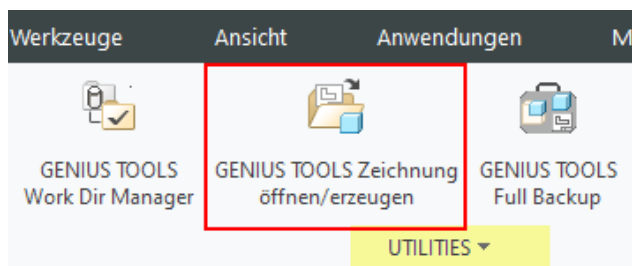 Werkzeuge Ansicht Anwendungen M
GENIUS TOOLS GENIUS TOOLS Zeichnung GENIUS TOOLS
Work Dir Manager öffnen/erzeugen Full Backup
UTILITIES